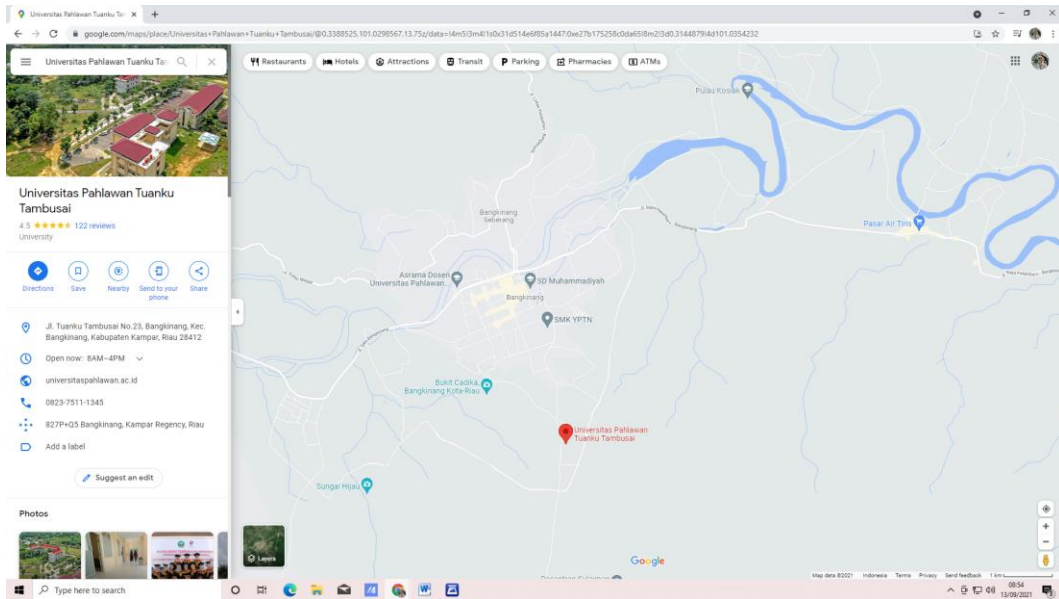 Universitas Pahlawan Tuanku Ta
google.com/maps/place/Universitas+Pahlawan+Tuanku+Tambusai/@0.3388525,101.0298567,13.75z/data=!4m5!3m4!1s0x31d514e6f85a1447:0xe27b175258c0da65!8m2!3d0.3144879!4d101.0354232
Universitas Pahlawan Tuanku Ta
Restaurants
Hotels
Attractions
Transit
Parking
Pharmacies
ATMs
Universitas Pahlawan Tuanku
Tambusai
4.5 122 reviews
University
Directions
Save
Nearby
Send to your
phone
Share
Jl. Tuanku Tambusai No.23, Bangkinang, Kec.
Bangkinang, Kabupaten Kampar, Riau 28412
Open now: 8AM–4PM
universitaspahlawan.ac.id
0823-7511-1345
827P+Q5 Bangkinang, Kampar Regency, Riau
Add a label
Suggest an edit
Photos
Pulau Kosiak
Pasar Air Tiris
Bangkinang
Seberang
Asrama Dosen
Universitas Pahlawan...
SD Muhammadiyah
Bangkinang
SMK YPTN
Bukit Cadika,
Bangkinang Kota-Riau
Universitas Pahlawan
Tuanku Tambusai
Sungai Hijau
Layers
Google
Map data ©2021
Indonesia
Terms
Privacy
Send feedback
1 km
Type here to search
08:54
13/09/2021